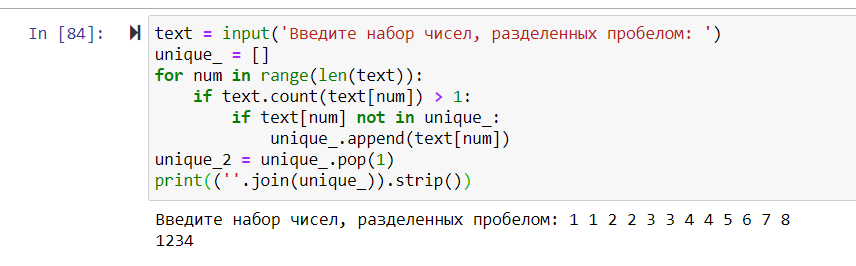 In [84]:
text = input('Введите набор чисел, разделенных пробелом: ')
unique_ = []
for num in range(len(text)):
    if text.count(text[num]) > 1:
        if text[num] not in unique_:
            unique_.append(text[num])
unique_2 = unique_.pop(1)
print((''.join(unique_)).strip())
Введите набор чисел, разделенных пробелом: 1 1 2 2 3 3 4 4 5 6 7 8
1234